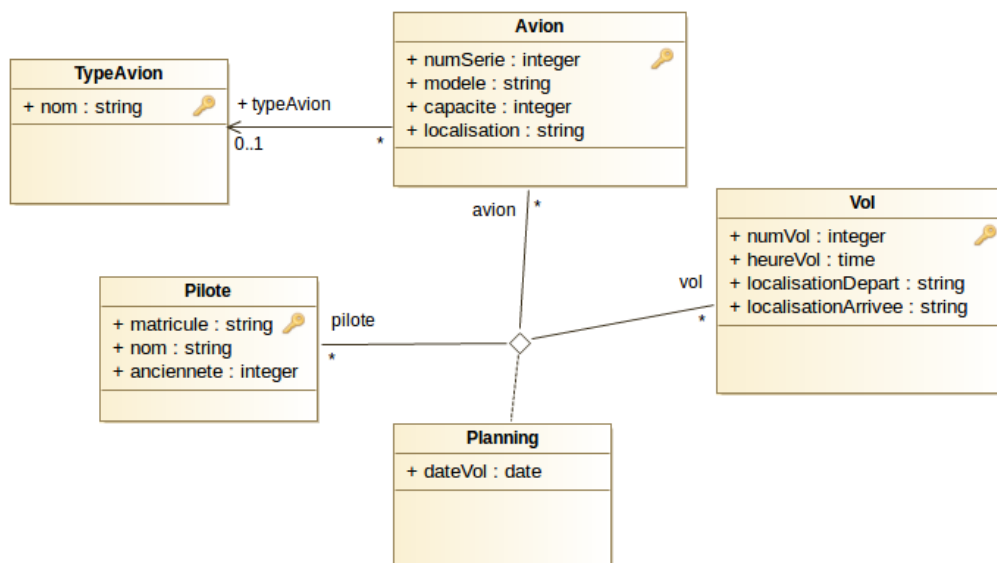 Avion
+ numSerie : integer
+ modele : string
+ capacite : integer
+ localisation : string
TypeAvion
+ nom : string
+ typeAvion
0..1
*
avion
*
Vol
+ numVol : integer
+ heureVol : time
+ localisationDepart : string
+ localisationArrivee : string
vol
*
Pilote
+ matricule : string
+ nom : string
+ anciennete : integer
pilote
*
Planning
+ dateVol : date